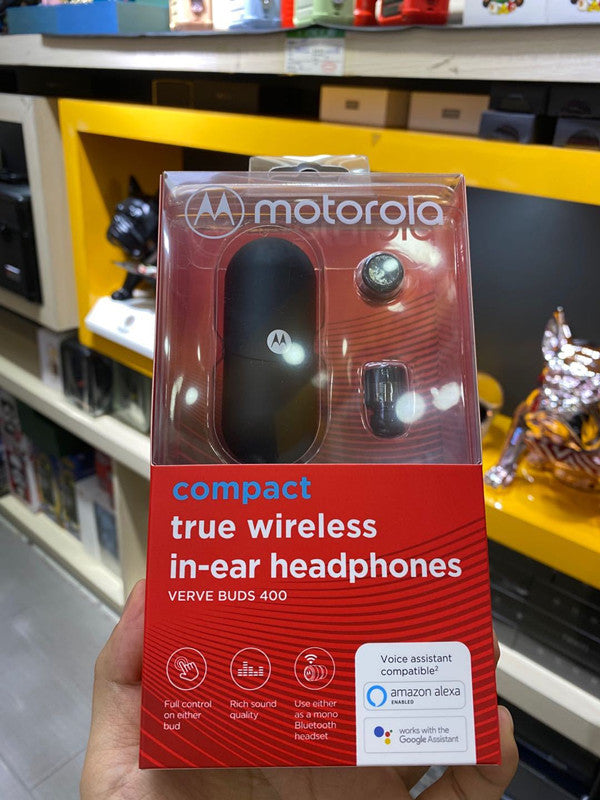 motorola
compact
true wireless
in-ear headphones
VERVE BUDS 400
Full control
on either
bud
Rich sound
quality
Use either
as a mono
Bluetooth
headset
Voice assistant
compatible²
amazon alexa
ENABLED
works with the
Google Assistant